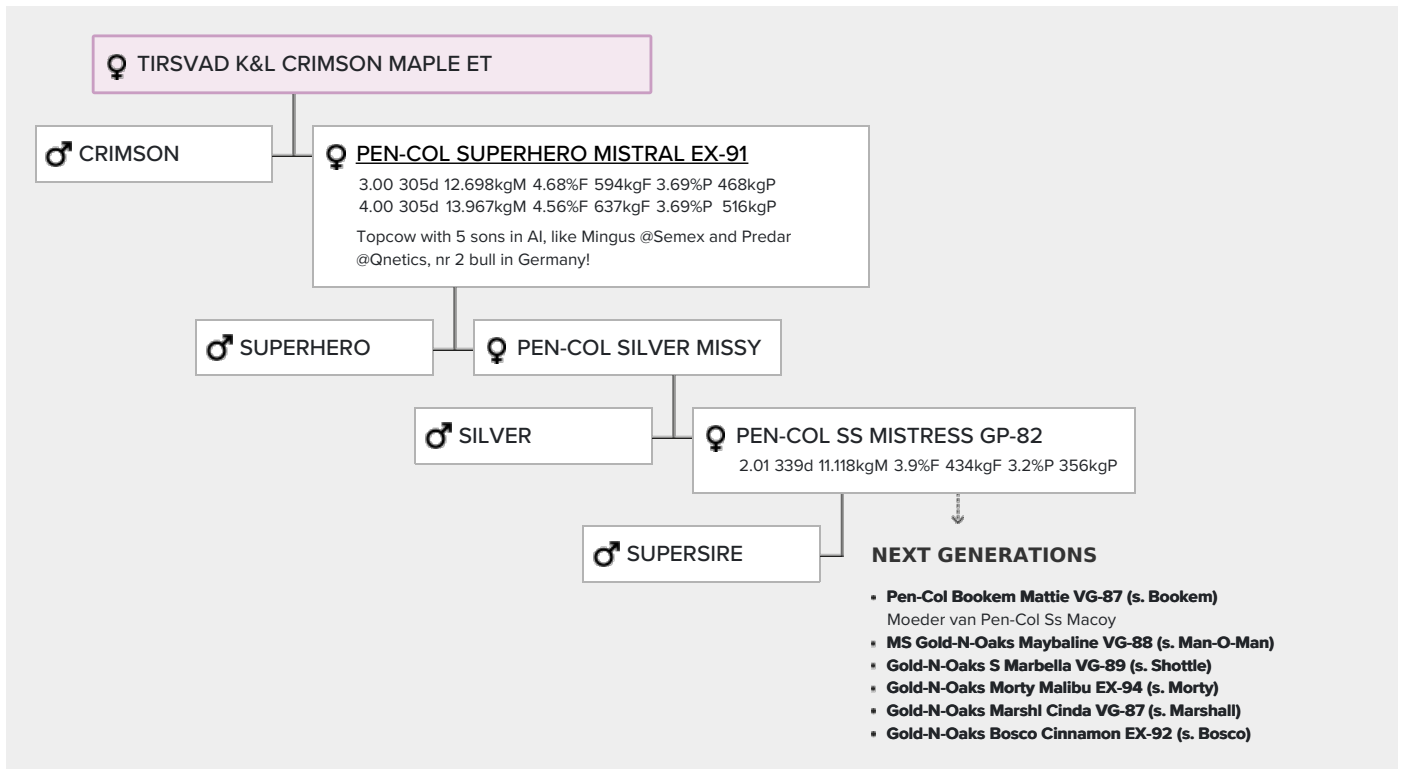 TIRSVAD K&L CRIMSON MAPLE ET
CRIMSON
PEN-COL SUPERHERO MISTRAL EX-91
3.00 305d 12.698kgM 4.68%F 594kgF 3.69%P 468kgP
4.00 305d 13.967kgM 4.56%F 637kgF 3.69%P 516kgP
Topcow with 5 sons in AI, like Mingus @Semex and Predar
@Qnetics, nr 2 bull in Germany!
SUPERHERO
PEN-COL SILVER MISSY
SILVER
PEN-COL SS MISTRESS GP-82
2.01 339d 11.118kgM 3.9%F 434kgF 3.2%P 356kgP
SUPERSIRE
NEXT GENERATIONS
Pen-Col Bookem Mattie VG-87 (s. Bookem)
Moeder van Pen-Col Ss Macoy
MS Gold-N-Oaks Maybaline VG-88 (s. Man-O-Man)
Gold-N-Oaks S Marbella VG-89 (s. Shottle)
Gold-N-Oaks Morty Malibu EX-94 (s. Morty)
Gold-N-Oaks Marshl Cinda VG-87 (s. Marshall)
Gold-N-Oaks Bosco Cinnamon EX-92 (s. Bosco)